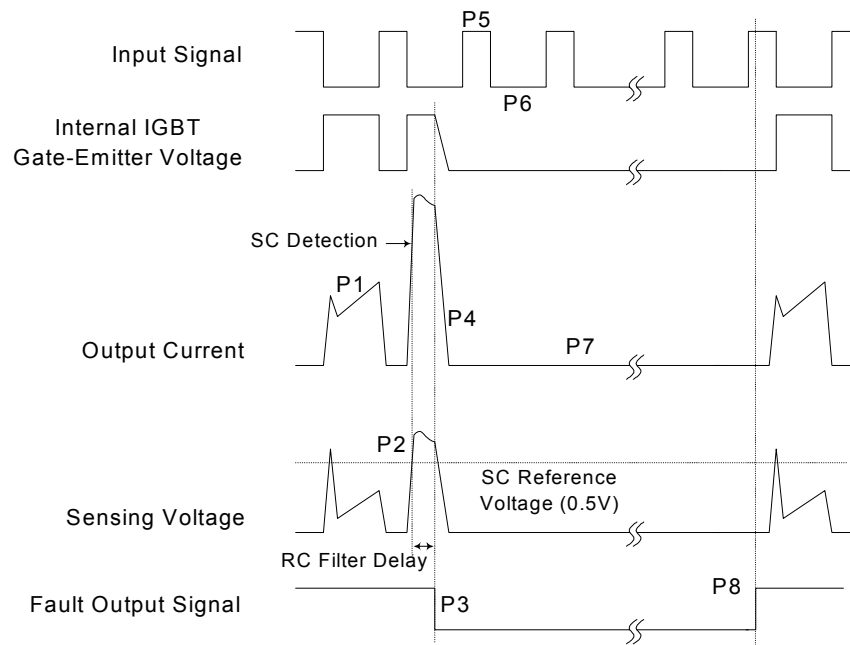 P5
Input Signal
P6
Internal IGBT
Gate-Emitter Voltage
SC Detection
P1
P4
Output Current
P7
P2
SC Reference
Voltage (0.5V)
Sensing Voltage
RC Filter Delay
P8
Fault Output Signal
P3